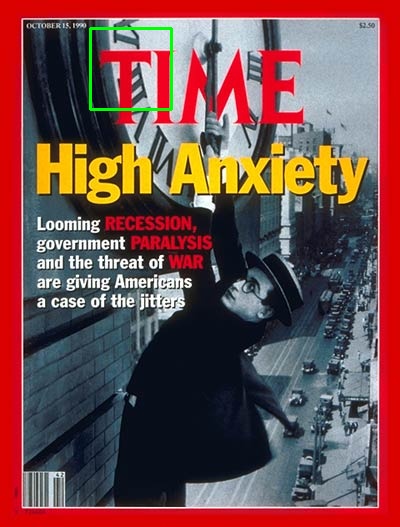 OCTOBER 15, 1990 $2.50
TIME
High Anxiety
Looming RECESSION,
government PARALYSIS
and the threat of WAR
are giving Americans
a case of the jitters
42